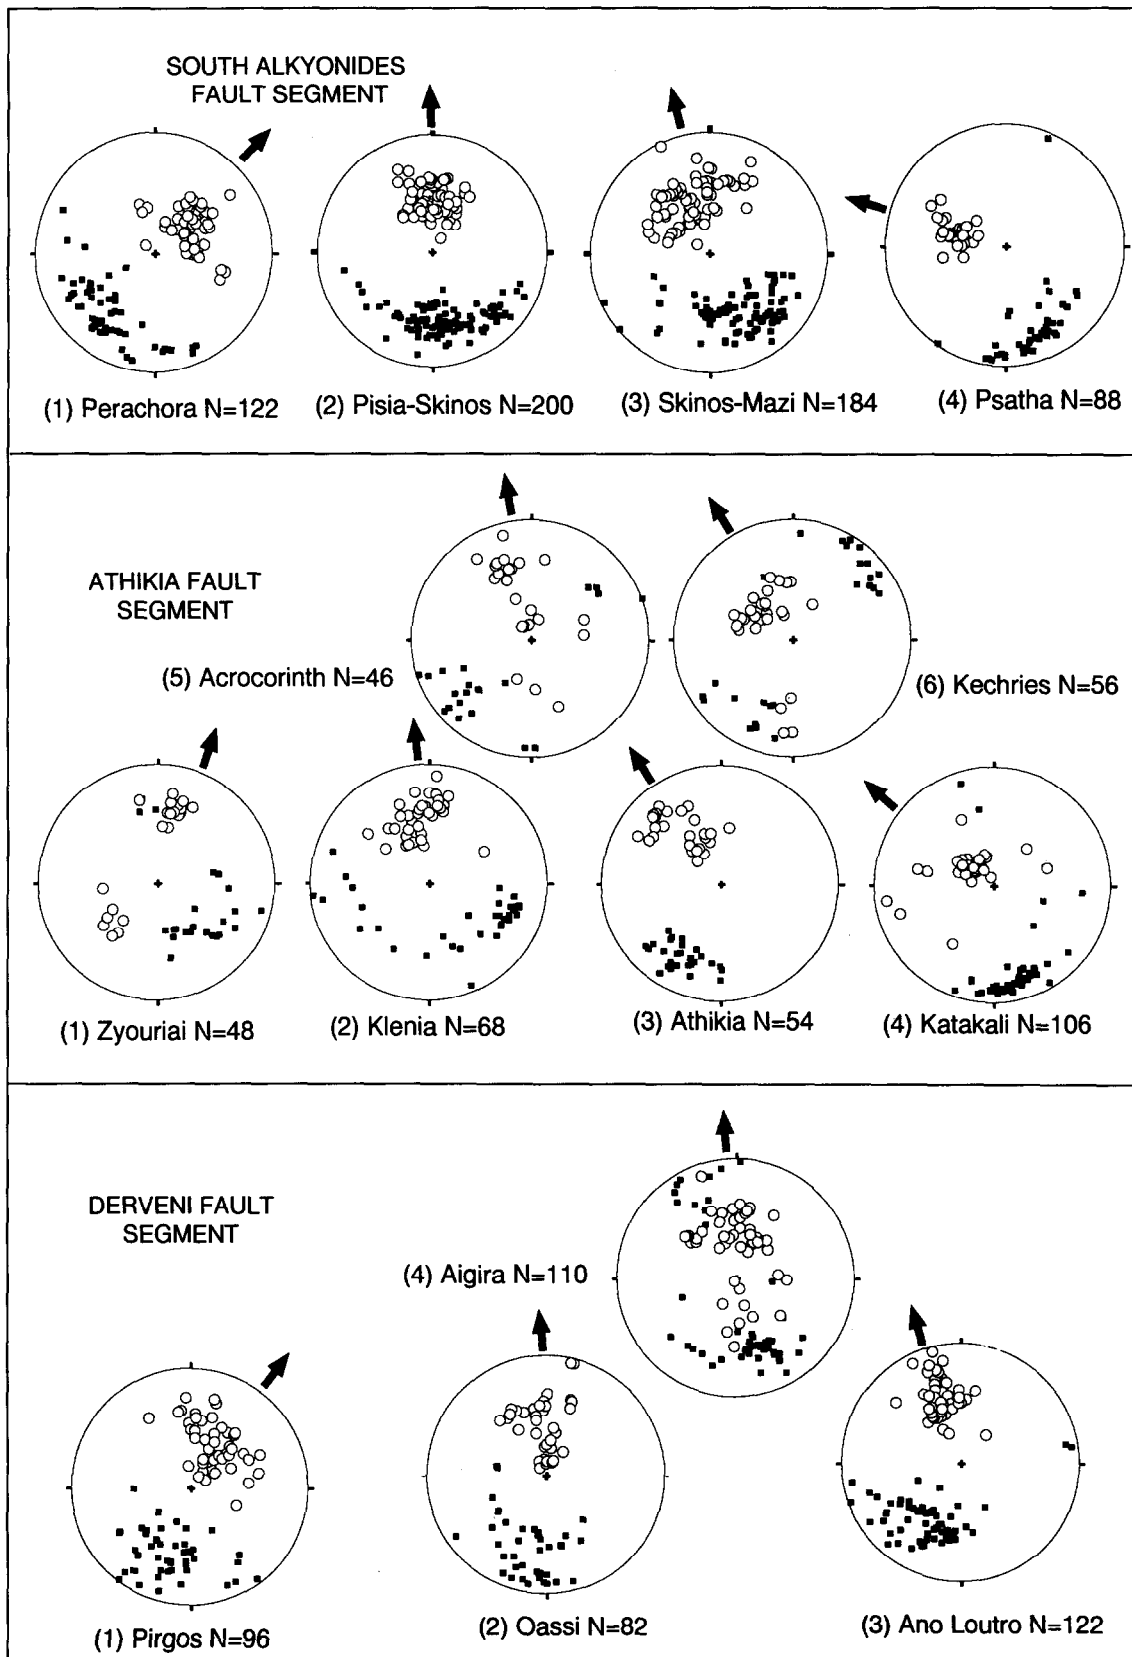 SOUTH ALKYONIDES
FAULT SEGMENT
(1) Perachora N=122
(2) Pisia-Skinos N=200
(3) Skinos-Mazi N=184
(4) Psatha N=88
ATHIKIA FAULT
SEGMENT
(5) Acrocorinth N=46
(6) Kechries N=56
(1) Zyouriai N=48
(2) Klenia N=68
(3) Athikia N=54
(4) Katakali N=106
DERVENI FAULT
SEGMENT
(4) Aigira N=110
(1) Pirgos N=96
(2) Oassi N=82
(3) Ano Loutro N=122